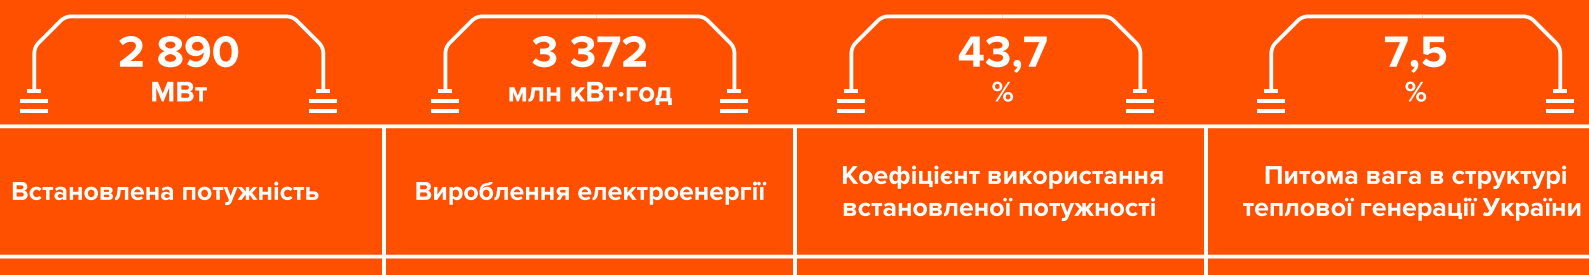 2 890
МВт
3 372
млн кВт·год
43,7
%
7,5
%
Встановлена потужність
Вироблення електроенергії
Коефіцієнт використання
встановленої потужності
Питома вага в структурі
теплової генерації України